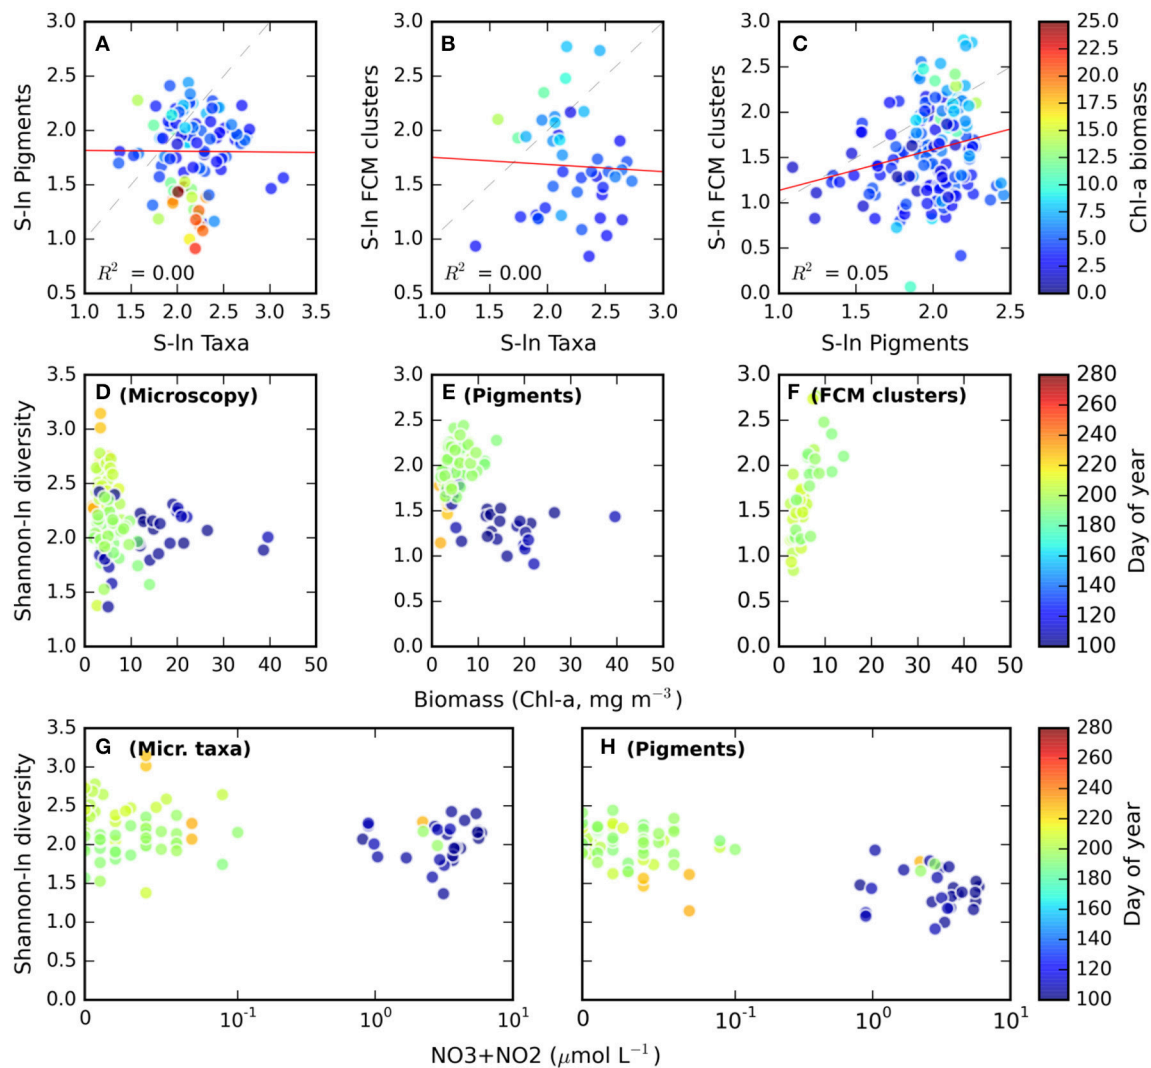 A
S-ln Pigments
3.0
2.5
2.0
1.5
1.0
0.5
R² = 0.00
1.0 1.5 2.0 2.5 3.0 3.5
S-ln Taxa
B
S-ln FCM clusters
3.0
2.5
2.0
1.5
1.0
0.5
R² = 0.00
1.0 1.5 2.0 2.5 3.0
S-ln Taxa
C
S-ln FCM clusters
3.0
2.5
2.0
1.5
1.0
0.5
0.0
R² = 0.05
1.0 1.5 2.0 2.5
S-ln Pigments
25.0
22.5
20.0
17.5
15.0
12.5
10.0
7.5
5.0
2.5
0.0
Chl-a biomass
D (Microscopy)
Shannon-ln diversity
3.5
3.0
2.5
2.0
1.5
1.0
0 10 20 30 40 50
E (Pigments)
3.0
2.5
2.0
1.5
1.0
0.5
0.0
0 10 20 30 40 50
F (FCM clusters)
3.0
2.5
2.0
1.5
1.0
0.5
0.0
0 10 20 30 40 50
Biomass (Chl-a, mg m⁻³)
280
260
240
220
200
180
160
140
120
100
Day of year
G (Micr. taxa)
Shannon-ln diversity
3.5
3.0
2.5
2.0
1.5
1.0
0.5
0.0
0 10⁻¹ 10⁰ 10¹
H (Pigments)
0 10⁻¹ 10⁰ 10¹
NO3+NO2 (μmol L⁻¹)
280
260
240
220
200
180
160
140
120
100
Day of year